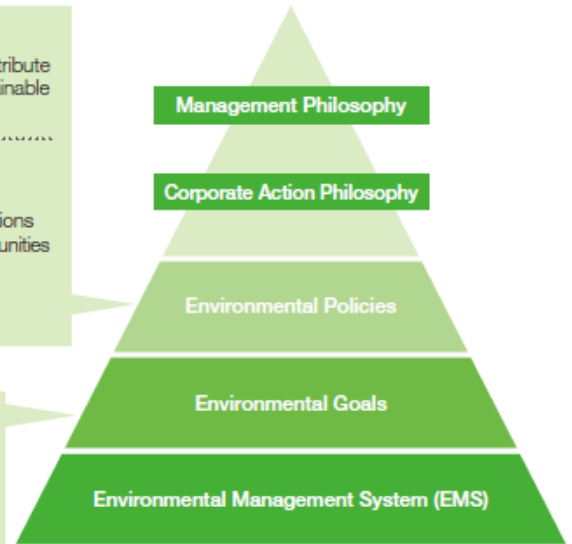 Management Philosophy
Corporate Action Philosophy
Environmental Policies
Environmental Goals
Environmental Management System (EMS)